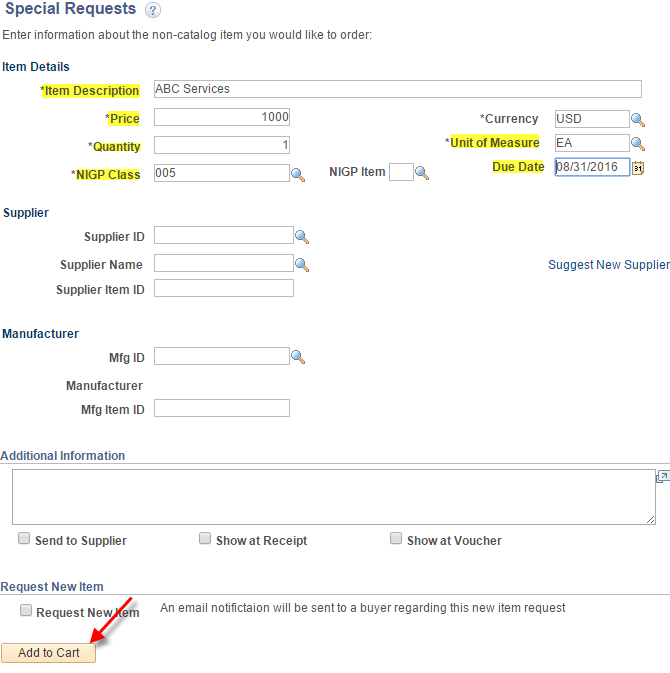 Special Requests ?
Enter information about the non-catalog item you would like to order:
Item Details
*Item Description ABC Services
*Price 1000 *Currency USD
*Quantity 1 *Unit of Measure EA
*NIGP Class 005 NIGP Item Due Date 08/31/2016 31
Supplier
Supplier ID
Supplier Name Suggest New Supplier
Supplier Item ID
Manufacturer
Mfg ID
Manufacturer
Mfg Item ID
Additional Information
Send to Supplier Show at Receipt Show at Voucher
Request New Item
Request New Item An email notifictaion will be sent to a buyer regarding this new item request
Add to Cart